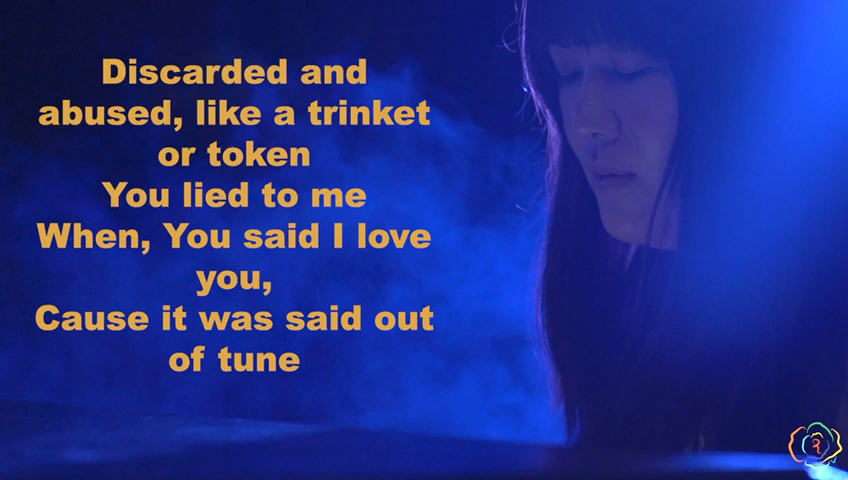 Discarded and
abused, like a trinket
or token
You lied to me
When, You said I love
you,
Cause it was said out
of tune